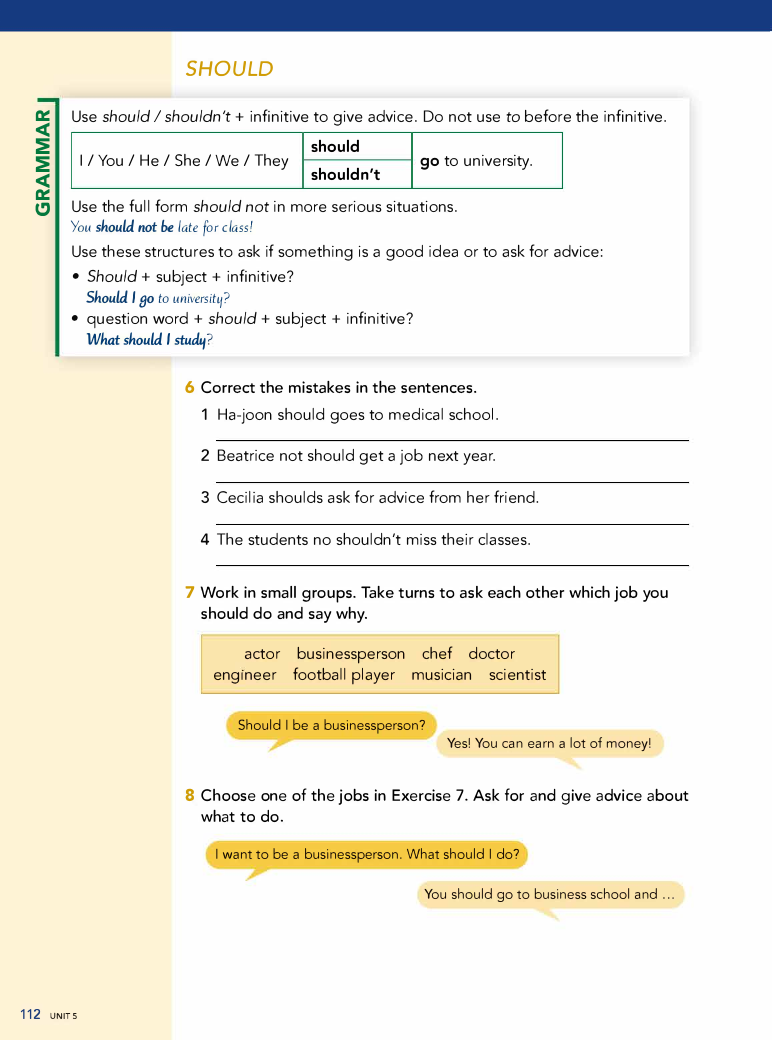 SHOULD
GRAMMAR
Use should / shouldn't + infinitive to give advice. Do not use to before the infinitive.
I / You / He / She / We / They
should
shouldn't
go to university.
Use the full form should not in more serious situations.
You should not be late for class!
Use these structures to ask if something is a good idea or to ask for advice:
• Should + subject + infinitive?
Should I go to university?
• question word + should + subject + infinitive?
What should I study?
6 Correct the mistakes in the sentences.
1 Ha-joon should goes to medical school.
2 Beatrice not should get a job next year.
3 Cecilia shoulds ask for advice from her friend.
4 The students no shouldn't miss their classes.
7 Work in small groups. Take turns to ask each other which job you
should do and say why.
actor businessperson chef doctor
engineer football player musician scientist
Should I be a businessperson?
Yes! You can earn a lot of money!
8 Choose one of the jobs in Exercise 7. Ask for and give advice about
what to do.
I want to be a businessperson. What should I do?
You should go to business school and ...
112 UNIT 5